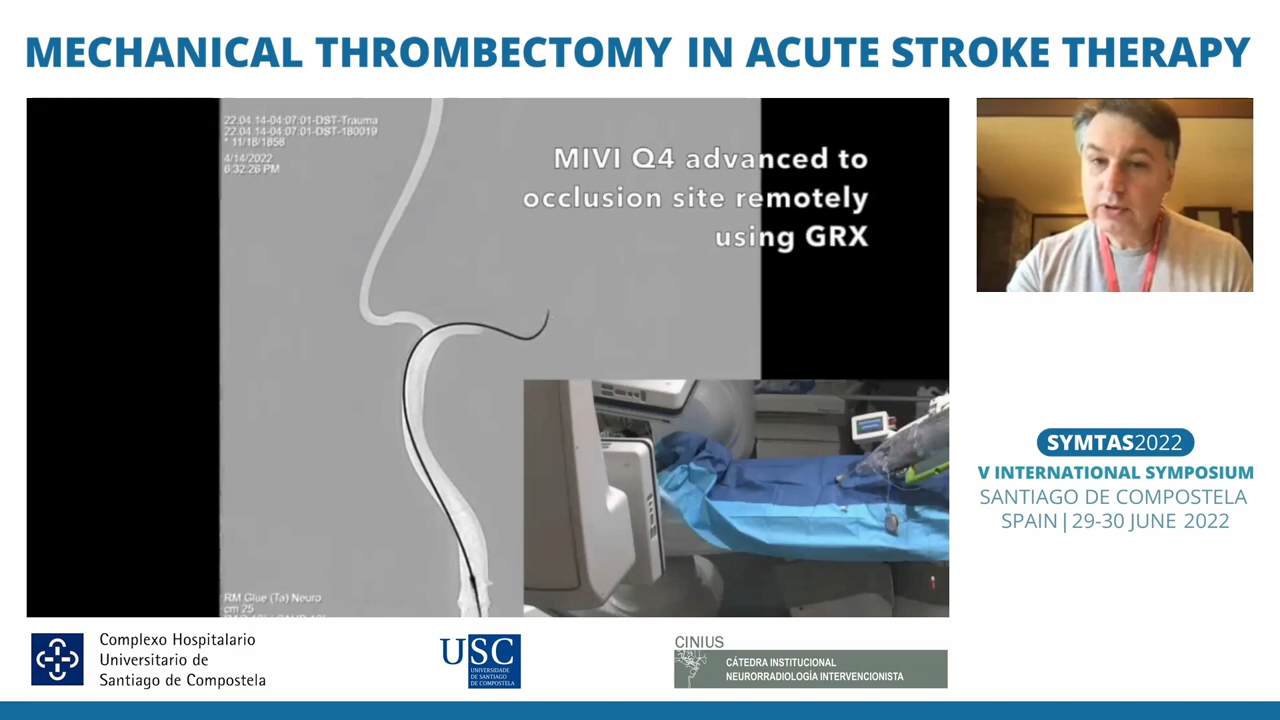 MECHANICAL THROMBECTOMY IN ACUTE STROKE THERAPY
22.04.14-04:07:01-DST-Trauma
22.04.14-04:07:01-DST-180019
* 11/18/1858
4/14/2022
6:32:26 PM
MIVI Q4 advanced to
occlusion site remotely
using GRX
RM Glue (Ta) Neuro
cm 25
SYMTAS2022
V INTERNATIONAL SYMPOSIUM
SANTIAGO DE COMPOSTELA
SPAIN | 29-30 JUNE 2022
Complexo Hospitalario
Universitario de
Santiago de Compostela
USC
UNIVERSIDADE
DE SANTIAGO
DE COMPOSTELA
CINIUS
CÁTEDRA INSTITUCIONAL
NEURORRADIOLOGÍA INTERVENCIONISTA